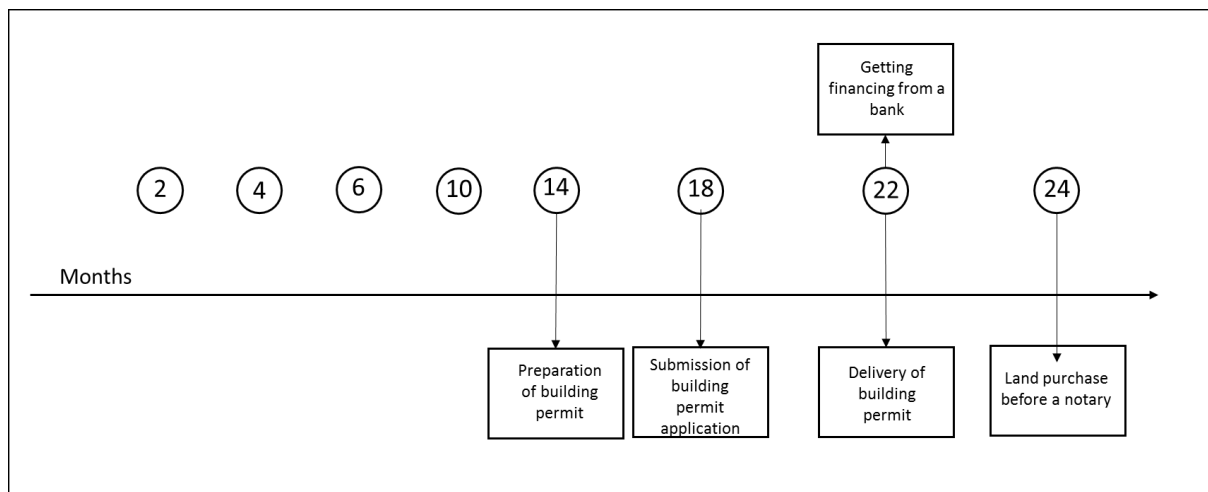 Getting
financing from a
bank
2
4
6
10
14
18
22
24
Months
Preparation
of building
permit
Submission of
building
permit
application
Delivery of
building
permit
Land purchase
before a notary